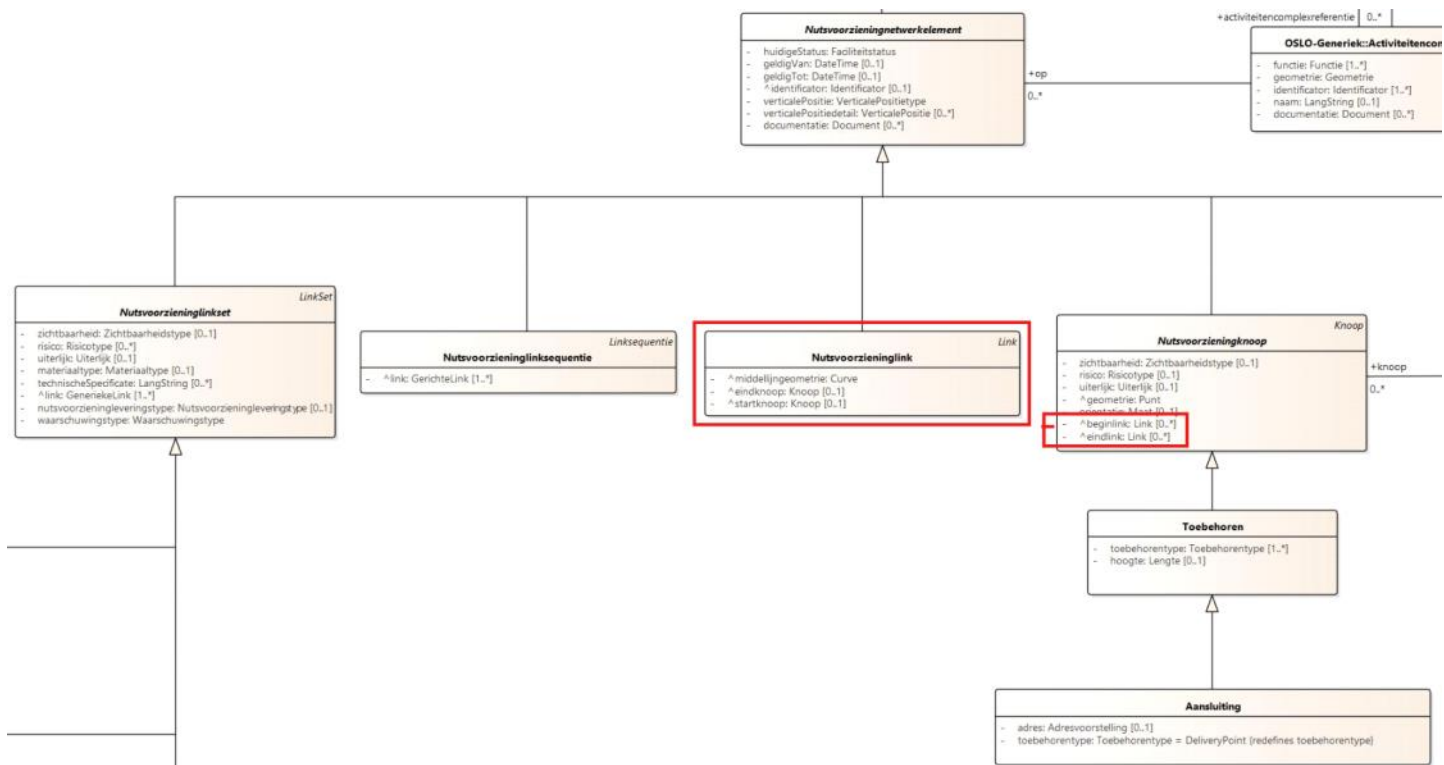 +activiteitencomplexreferentie 0..*
Nutsvoorzieningnetwerkelement
- huidigeStatus: Faciliteitstatus
- geldigVan: DateTime [0..1]
- geldigTot: DateTime [0..1]
- ^identificator: Identificator [0..1]
- verticalePositie: VerticalePositietype
- verticalePositiedetail: VerticalePositie [0..*]
- documentatie: Document [0..*]
+op
0..*
OSLO-Generiek::Activiteitencon
- functie: Functie [1..*]
- geometrie: Geometrie
- identificator: Identificator [1..*]
- naam: LangString [0..1]
- documentatie: Document [0..*]
LinkSet
Nutsvoorzieninglinkset
- zichtbaarheid: Zichtbaarheidstype [0..1]
- risico: Risicotype [0..*]
- uiterlijk: Uiterlijk [0..1]
- materiaaltype: Materiaaltype [0..1]
- technischeSpecificate: LangString [0..*]
- ^link: GeneriekeLink [1..*]
- nutsvoorzieningleveringstype: Nutsvoorzieningleveringstype [0..1]
- waarschuwingstype: Waarschuwingstype
Linksequentie
Nutsvoorzieninglinksequentie
- ^link: GerichteLink [1..*]
Link
Nutsvoorzieninglink
- ^middellijngeometrie: Curve
- ^eindknoop: Knoop [0..1]
- ^startknoop: Knoop [0..1]
Knoop
Nutsvoorzieningknoop
- zichtbaarheid: Zichtbaarheidstype [0..1]
- risico: Risicotype [0..1]
- uiterlijk: Uiterlijk [0..1]
- ^geometrie: Punt
- orientatie: Maat [0..1]
- ^beginlink: Link [0..*]
- ^eindlink: Link [0..*]
+knoop
0..*
Toebehoren
- toebehorentype: Toebehorentype [1..*]
- hoogte: Lengte [0..1]
Aansluiting
- adres: Adresvoorstelling [0..1]
- toebehorentype: Toebehorentype = DeliveryPoint {redefines toebehorentype}